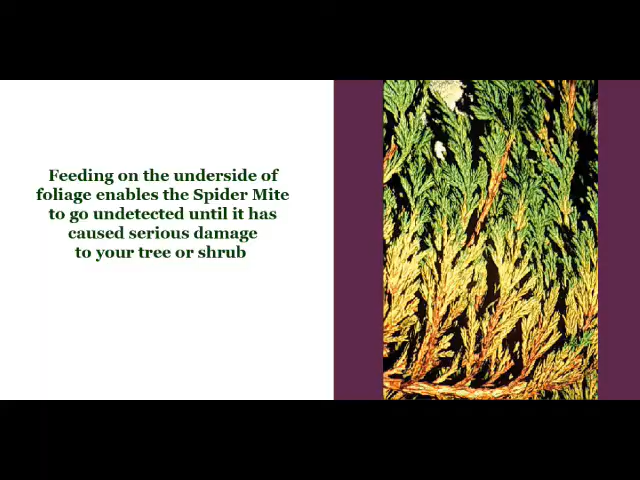 Feeding on the underside of
foliage enables the Spider Mite
to go undetected until it has
caused serious damage
to your tree or shrub